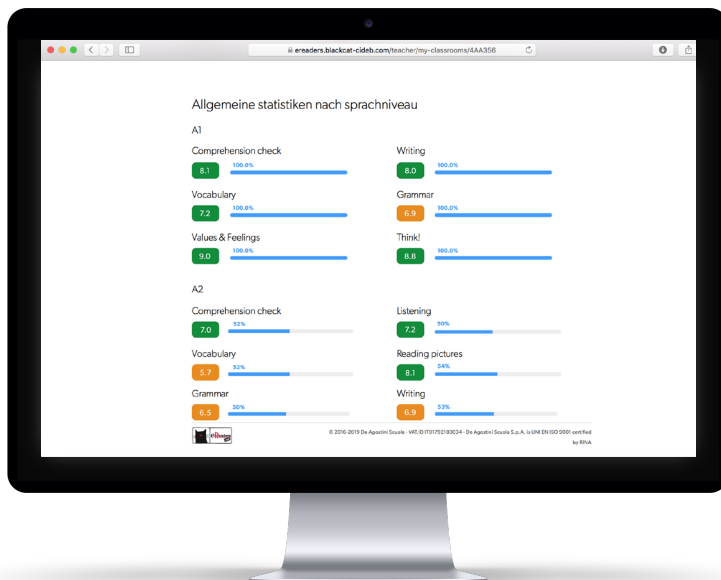 ereaders.blackcat-cideb.com/teacher/my-classrooms/4AA356
Allgemeine statistiken nach sprachniveau
A1
Comprehension check
8.1 100.0%
Writing
8.0 100.0%
Vocabulary
7.2 100.0%
Grammar
6.9 100.0%
Values & Feelings
9.0 100.0%
Think!
8.8 100.0%
A2
Comprehension check
7.0 52%
Listening
7.2 50%
Vocabulary
5.7 52%
Reading pictures
8.1 54%
Grammar
6.5 50%
Writing
6.9 53%
© 2016-2019 De Agostini Scuola - VAT.ID IT01792180034 - De Agostini Scuola S.p.A. is UNI EN ISO 9001 certified
by RINA